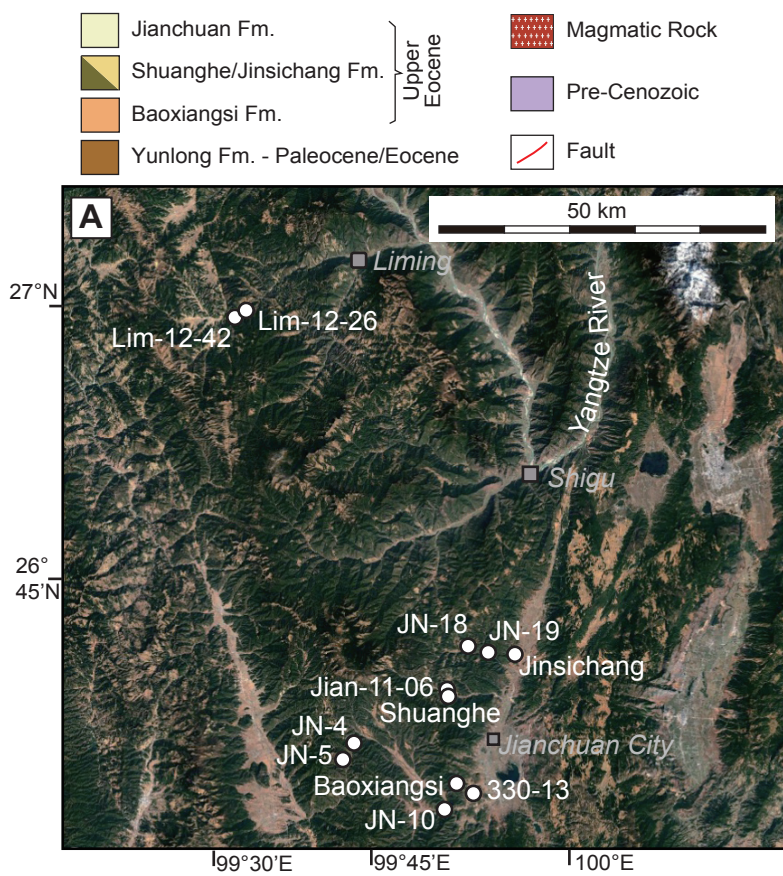 Jianchuan Fm.
Shuanghe/Jinsichang Fm.
Baoxiangsi Fm.
Upper
Eocene
Yunlong Fm. - Paleocene/Eocene
Magmatic Rock
Pre-Cenozoic
Fault
A
50 km
Liming
27°N
Lim-12-26
Lim-12-42
Yangtze River
Shigu
26°
45'N
JN-18
JN-19
Jinsichang
Jian-11-06
Shuanghe
JN-4
Jianchuan City
JN-5
Baoxiangsi
330-13
JN-10
99°30'E
99°45'E
100°E